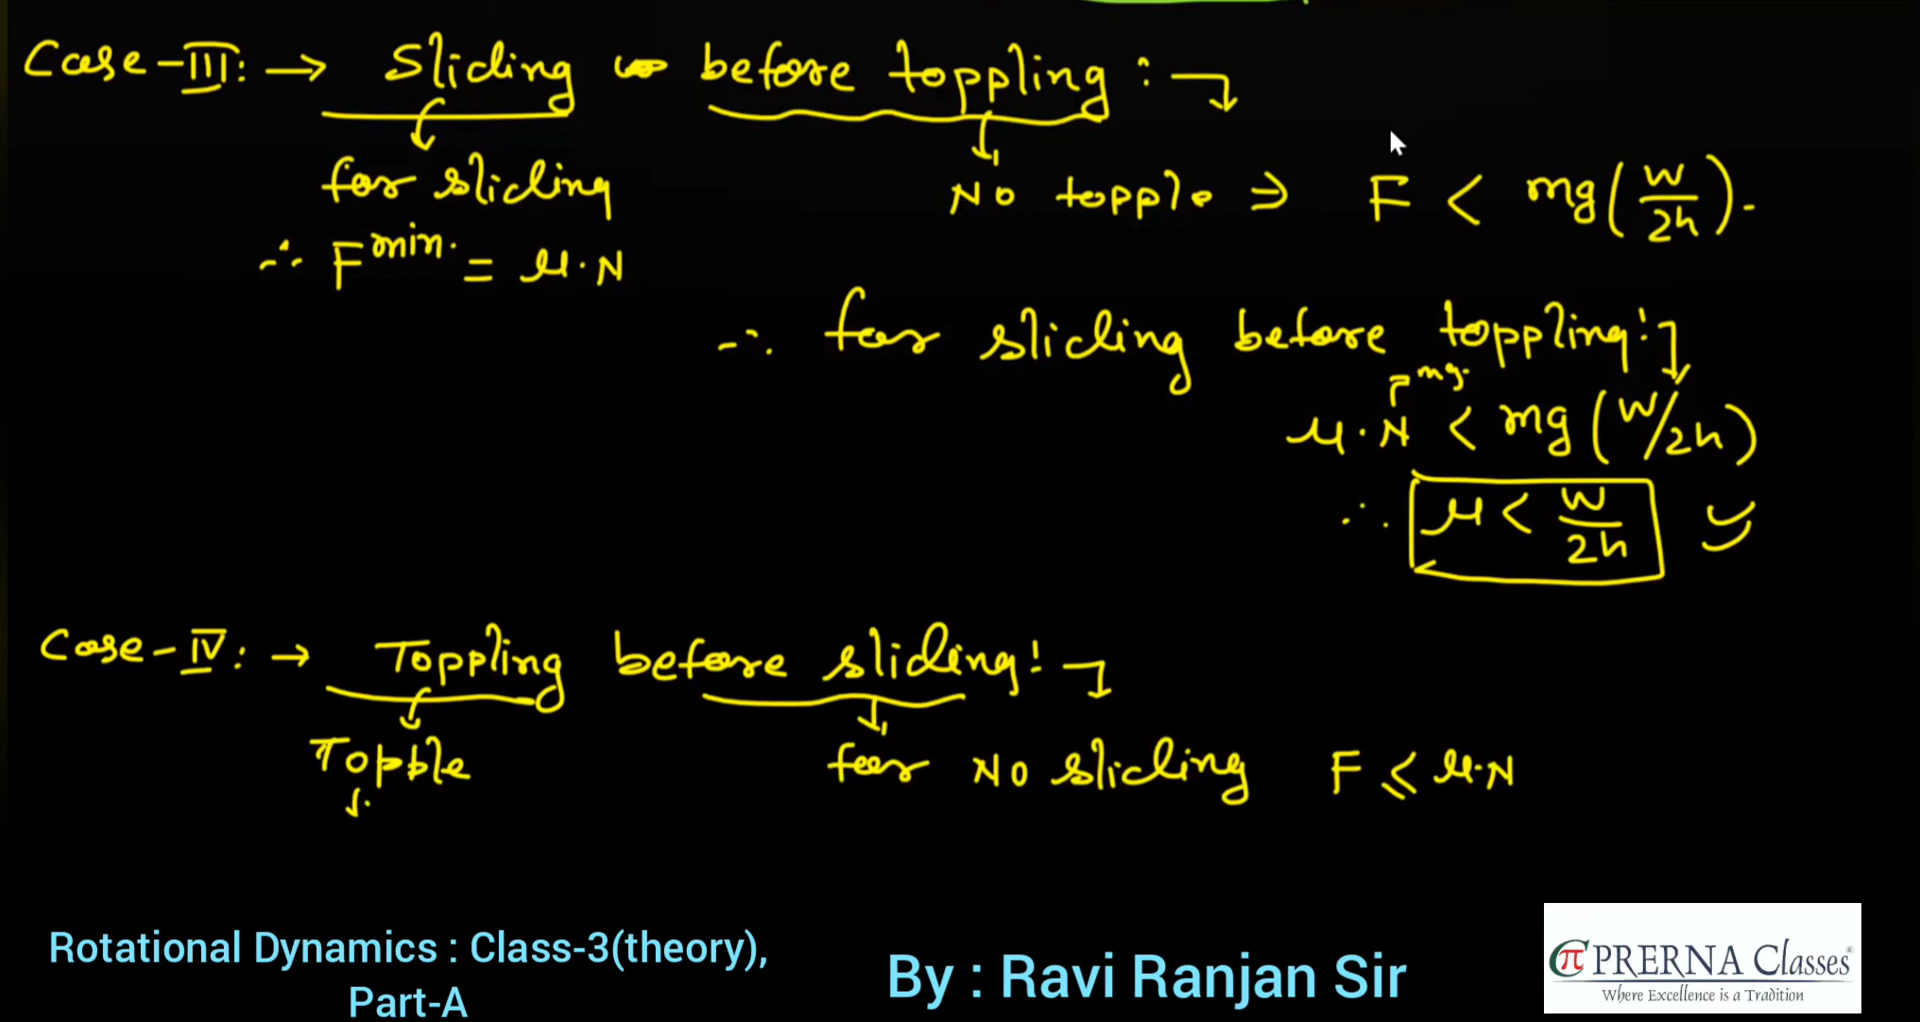 Case-III: → Sliding before toppling:
for sliding
No topple ⇒ F < mg(W/2h).
∴ F min. = μ.N
∴ for sliding before toppling:
mg.
μ.N < mg(W/2h)
∴ μ < W/2h
Case-IV: → Toppling before sliding:
Topple
for No sliding F ≤ μ.N
Rotational Dynamics : Class-3(theory),
Part-A
By : Ravi Ranjan Sir
π PRERNA Classes®
Where Excellence is a Tradition